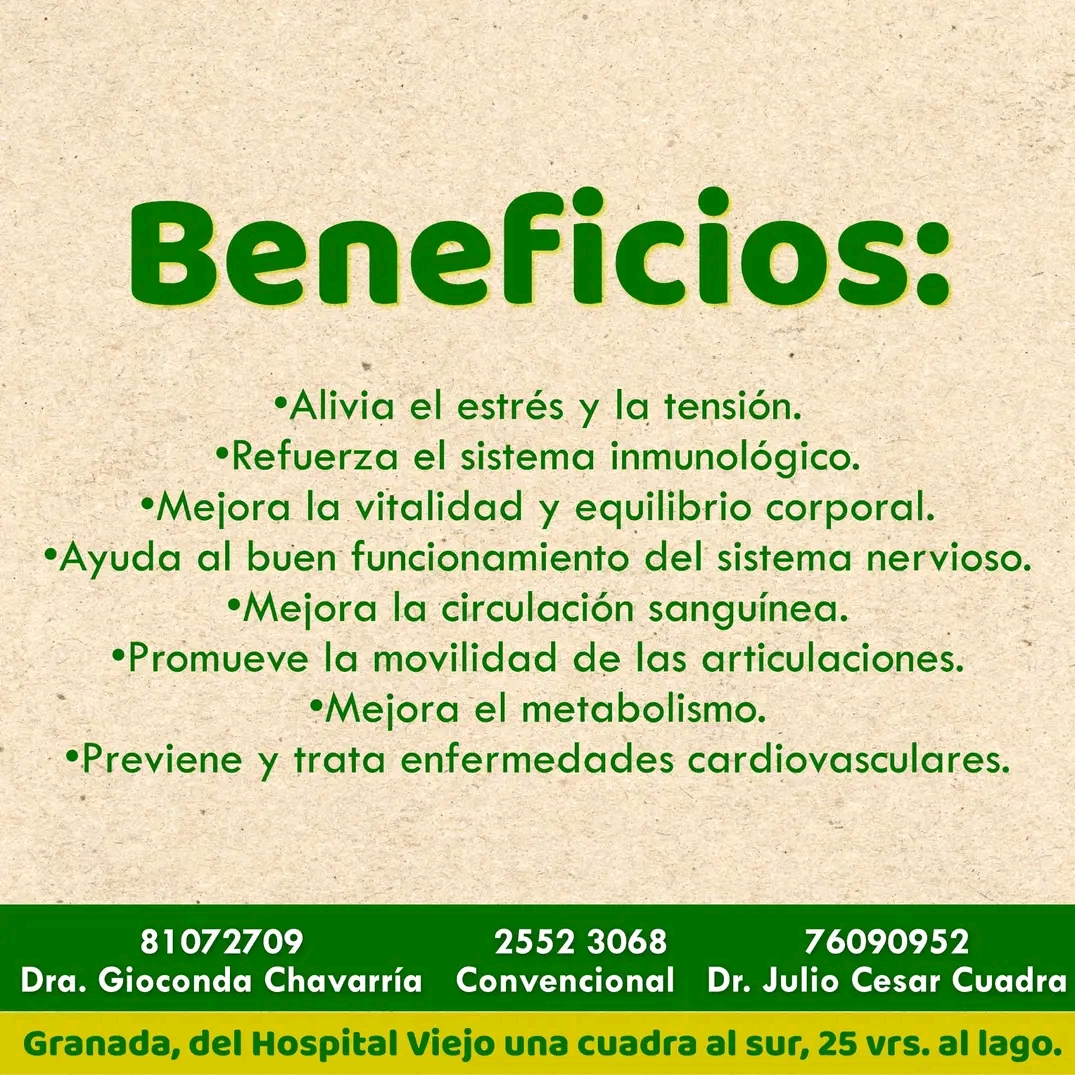 Beneficios:
•Alivia el estrés y la tensión.
•Refuerza el sistema inmunológico.
•Mejora la vitalidad y equilibrio corporal.
•Ayuda al buen funcionamiento del sistema nervioso.
•Mejora la circulación sanguínea.
•Promueve la movilidad de las articulaciones.
•Mejora el metabolismo.
•Previene y trata enfermedades cardiovasculares.
81072709 2552 3068 76090952
Dra. Gioconda Chavarría Convencional Dr. Julio Cesar Cuadra
Granada, del Hospital Viejo una cuadra al sur, 25 vrs. al lago.